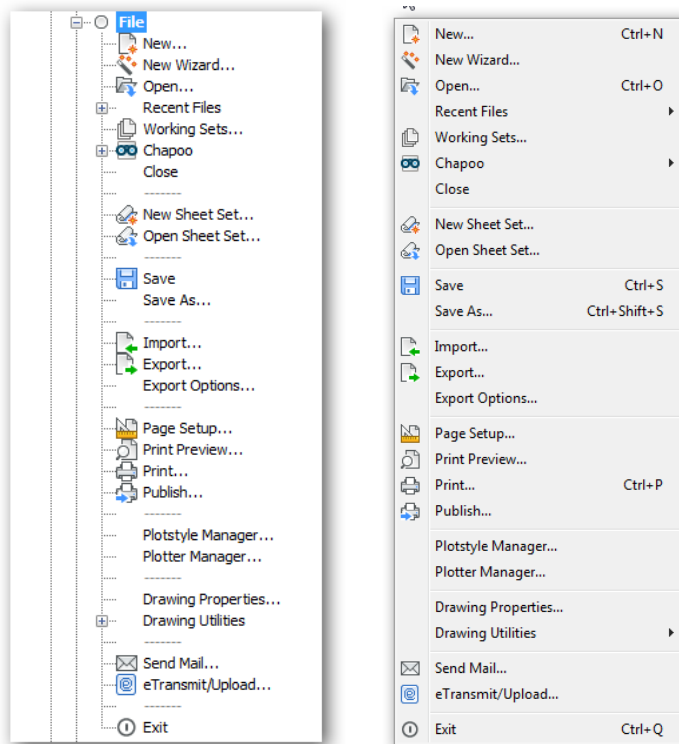 File
New...
New Wizard...
Open...
Recent Files
Working Sets...
Chapoo
Close
-------
New Sheet Set...
Open Sheet Set...
-------
Save
Save As...
-------
Import...
Export...
Export Options...
-------
Page Setup...
Print Preview...
Print...
Publish...
-------
Plotstyle Manager...
Plotter Manager...
-------
Drawing Properties...
Drawing Utilities
-------
Send Mail...
eTransmit/Upload...
-------
Exit
New... Ctrl+N
New Wizard...
Open... Ctrl+O
Recent Files
Working Sets...
Chapoo
Close
New Sheet Set...
Open Sheet Set...
Save Ctrl+S
Save As... Ctrl+Shift+S
Import...
Export...
Export Options...
Page Setup...
Print Preview...
Print... Ctrl+P
Publish...
Plotstyle Manager...
Plotter Manager...
Drawing Properties...
Drawing Utilities
Send Mail...
eTransmit/Upload...
Exit Ctrl+Q